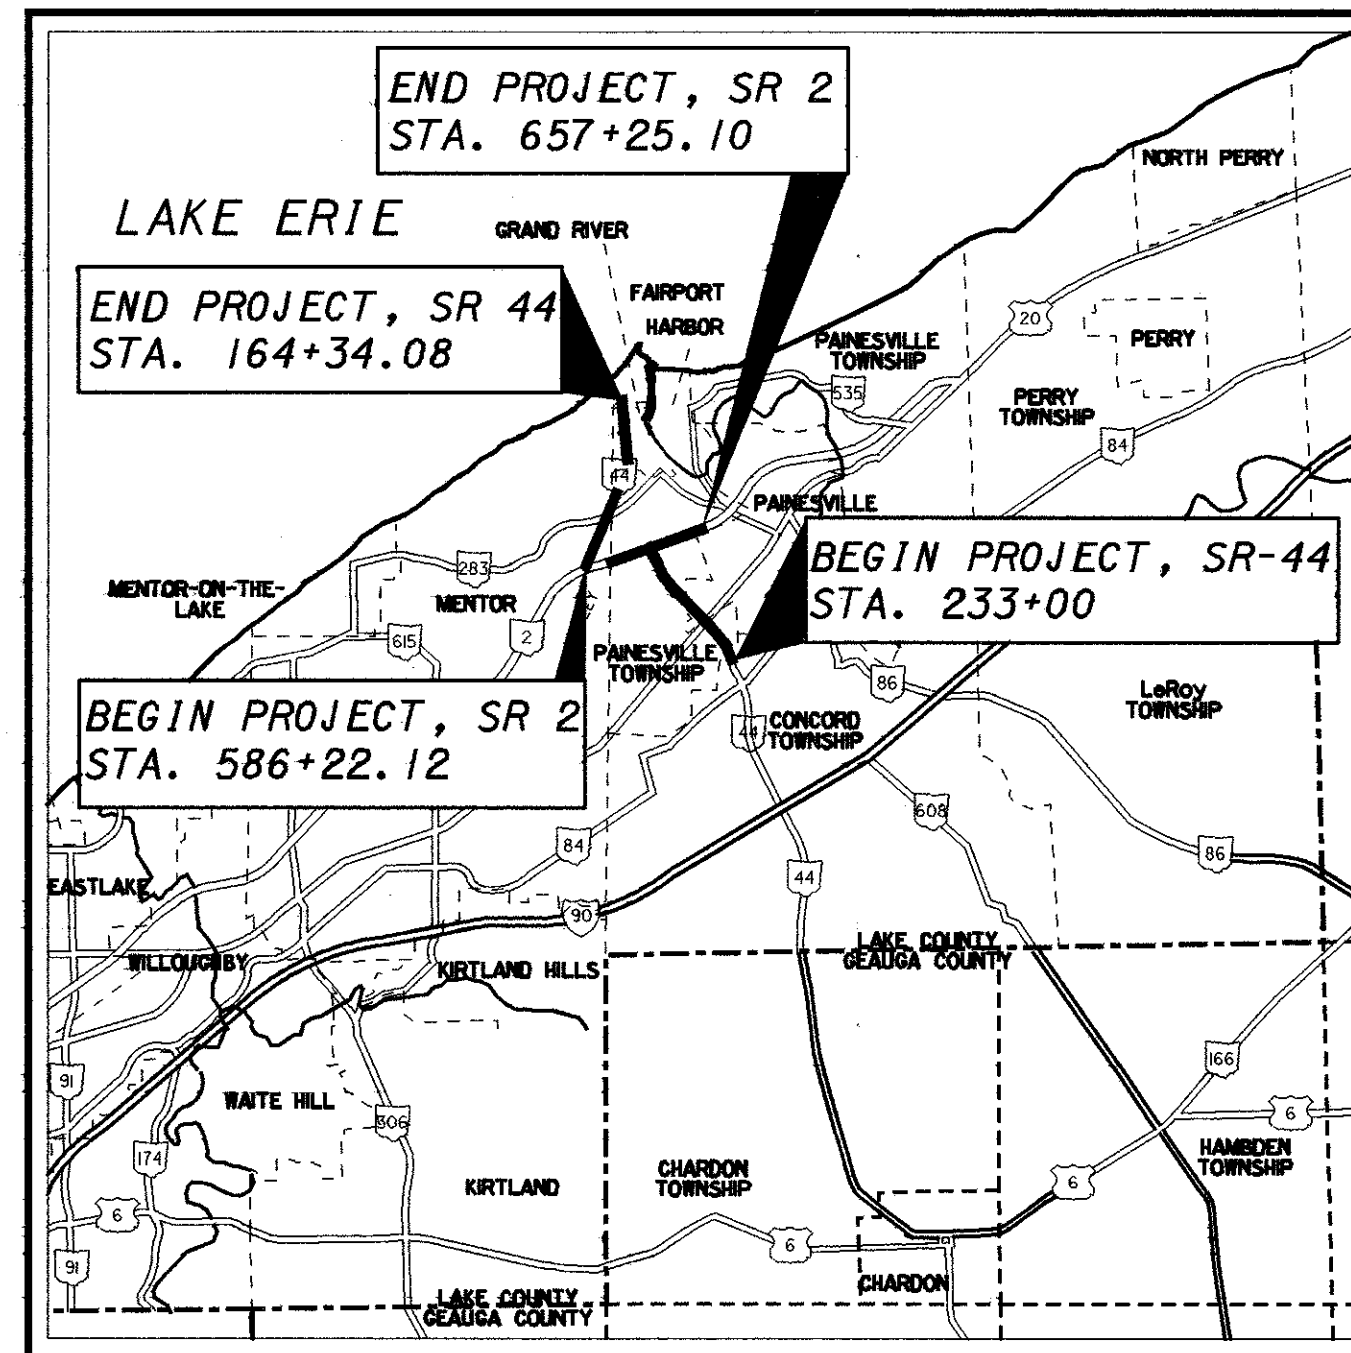 END PROJECT, SR 2
STA. 657+25.10
NORTH PERRY
LAKE ERIE
GRAND RIVER
END PROJECT, SR 44
STA. 164+34.08
FAIRPORT
HARBOR
20
PAINESVILLE
TOWNSHIP
PERRY
535
PERRY
TOWNSHIP
84
44
PAINESVILLE
BEGIN PROJECT, SR-44
STA. 233+00
283
MENTOR-ON-THE-
LAKE
MENTOR
615
2
PAINESVILLE
TOWNSHIP
86
LeRoy
TOWNSHIP
BEGIN PROJECT, SR 2
STA. 586+22.12
44
CONCORD
TOWNSHIP
608
84
86
EASTLAKE
44
90
LAKE COUNTY
GEAUGA COUNTY
WILLOUGHBY
KIRTLAND HILLS
166
91
WAITE HILL
306
6
174
HAMBDEN
TOWNSHIP
CHARDON
TOWNSHIP
KIRTLAND
6
6
6
91
CHARDON
LAKE COUNTY
GEAUGA COUNTY